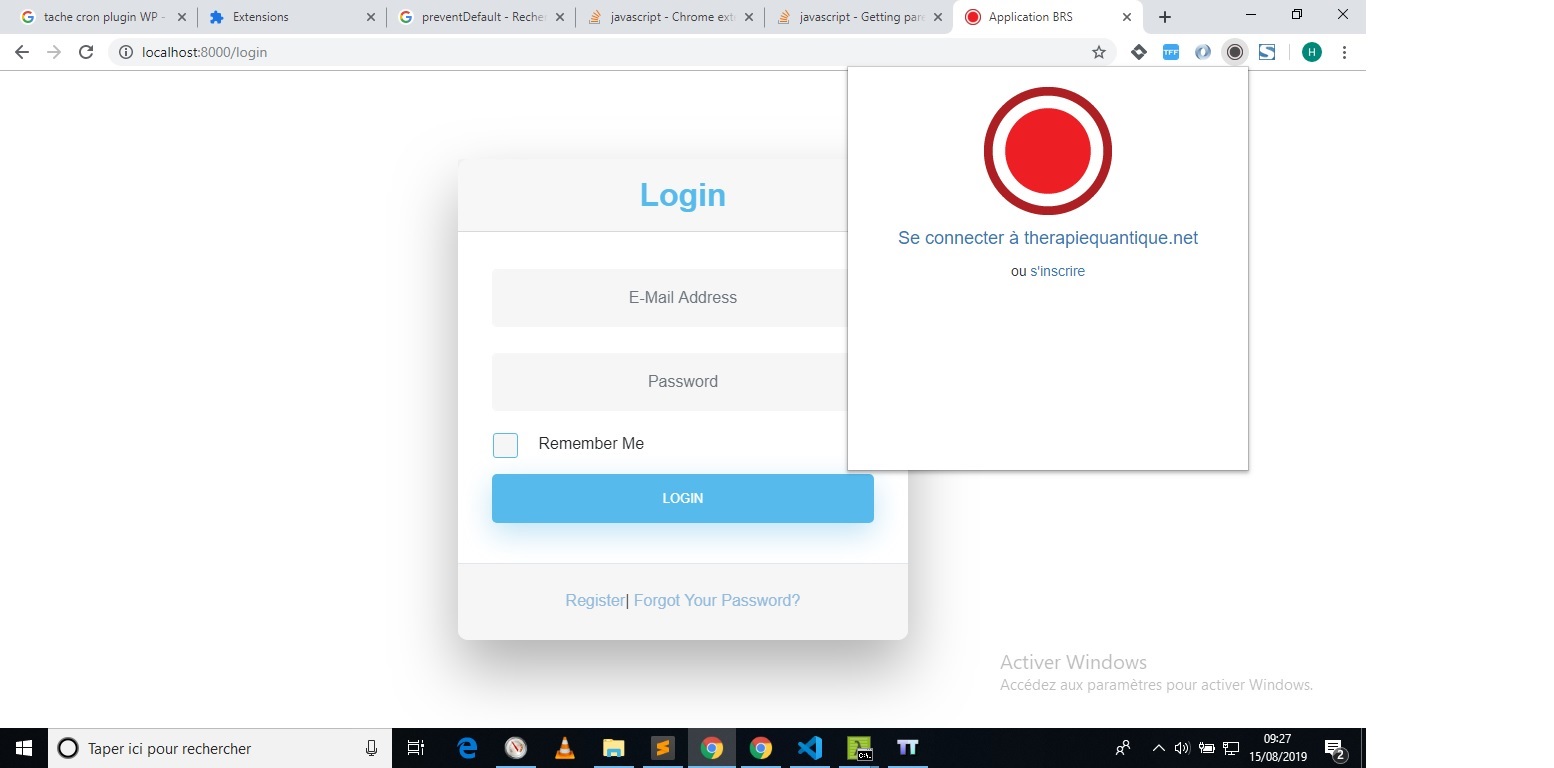 tache cron plugin WP -
Extensions
preventDefault - Recher
javascript - Chrome ext
javascript - Getting par
Application BRS
localhost:8000/login
TFF
S
H
Login
E-Mail Address
Password
Remember Me
LOGIN
Register| Forgot Your Password?
Se connecter à therapiequantique.net
ou s'inscrire
Activer Windows
Accédez aux paramètres pour activer Windows.
Taper ici pour rechercher
C:\.
TT
09:27
15/08/2019
2